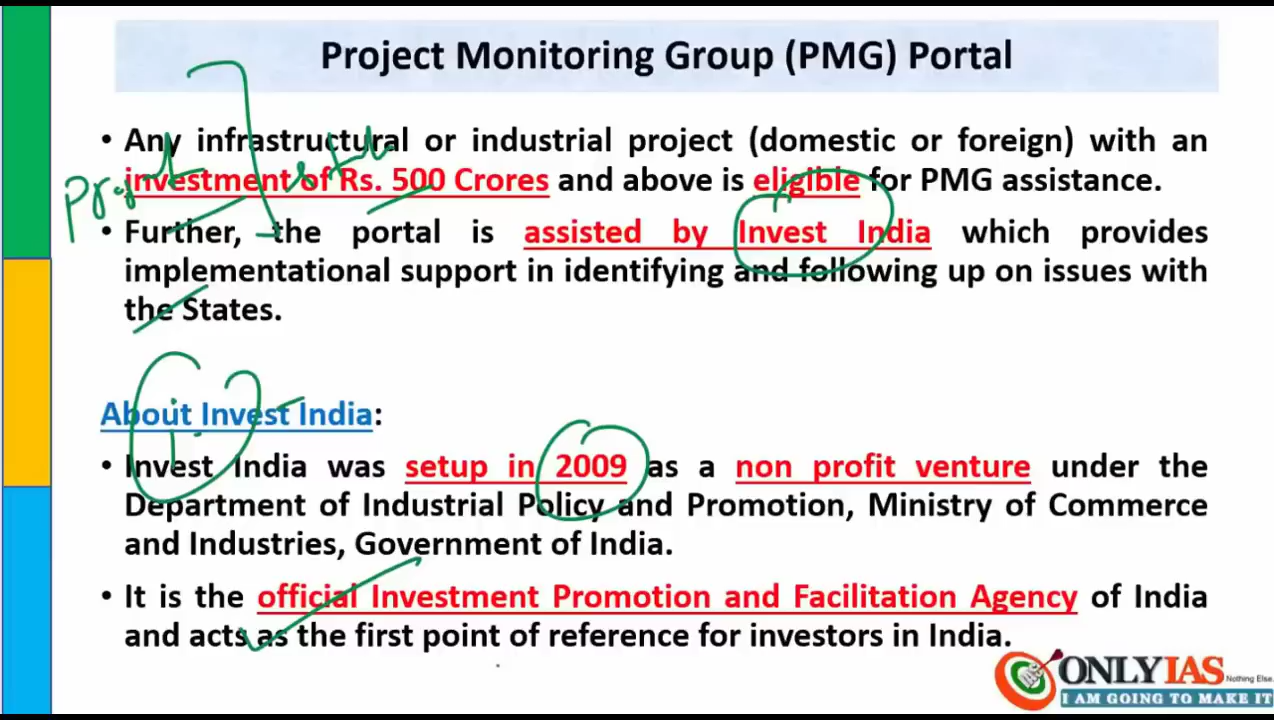 Project Monitoring Group (PMG) Portal
• Any infrastructural or industrial project (domestic or foreign) with an
investment of Rs. 500 Crores and above is eligible for PMG assistance.
• Further, the portal is assisted by Invest India which provides
implementational support in identifying and following up on issues with
the States.
About Invest India:
• Invest India was setup in 2009 as a non profit venture under the
Department of Industrial Policy and Promotion, Ministry of Commerce
and Industries, Government of India.
• It is the official Investment Promotion and Facilitation Agency of India
and acts as the first point of reference for investors in India.
ONLYIAS
Nothing Else.
I AM GOING TO MAKE IT